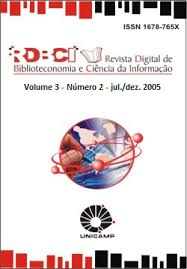 ISSN 1678-765X
RDBCI Revista Digital de
Biblioteconomia e Ciência da Informação
Volume 3 - Número 2 - jul./dez. 2005
UNICAMP